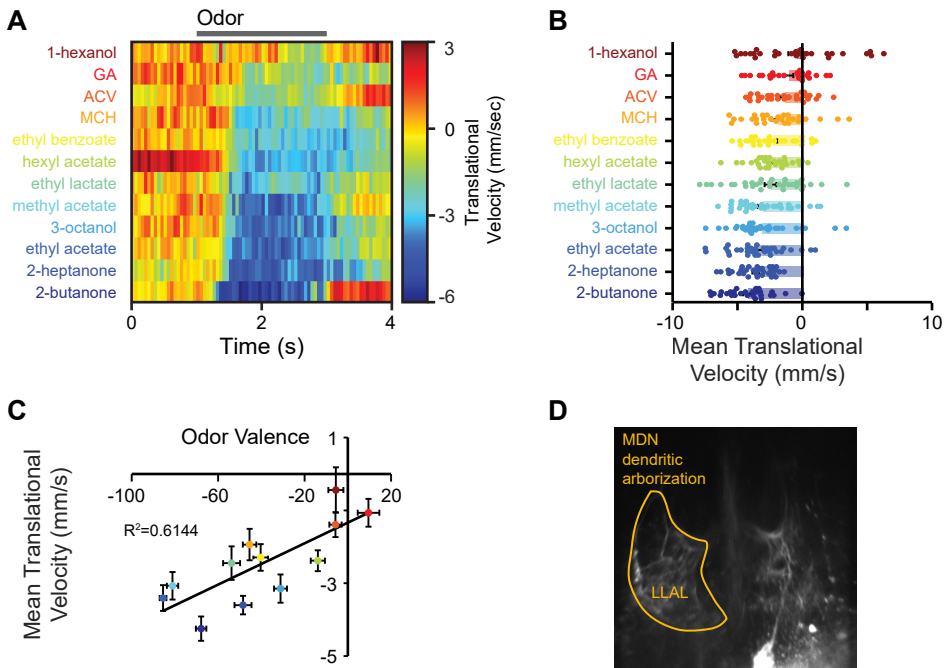 A
Odor
1-hexanol
GA
ACV
MCH
ethyl benzoate
hexyl acetate
ethyl lactate
methyl acetate
3-octanol
ethyl acetate
2-heptanone
2-butanone
0
2
4
Time (s)
3
0
-3
-6
Translational
Velocity (mm/sec)
B
1-hexanol
GA
ACV
MCH
ethyl benzoate
hexyl acetate
ethyl lactate
methyl acetate
3-octanol
ethyl acetate
2-heptanone
2-butanone
-10
0
10
Mean Translational
Velocity (mm/s)
C
Odor Valence
1
-100
-60
-20
20
R²=0.6144
-3
-5
Mean Translational
Velocity (mm/s)
D
MDN
dendritic
arborization
LLAL